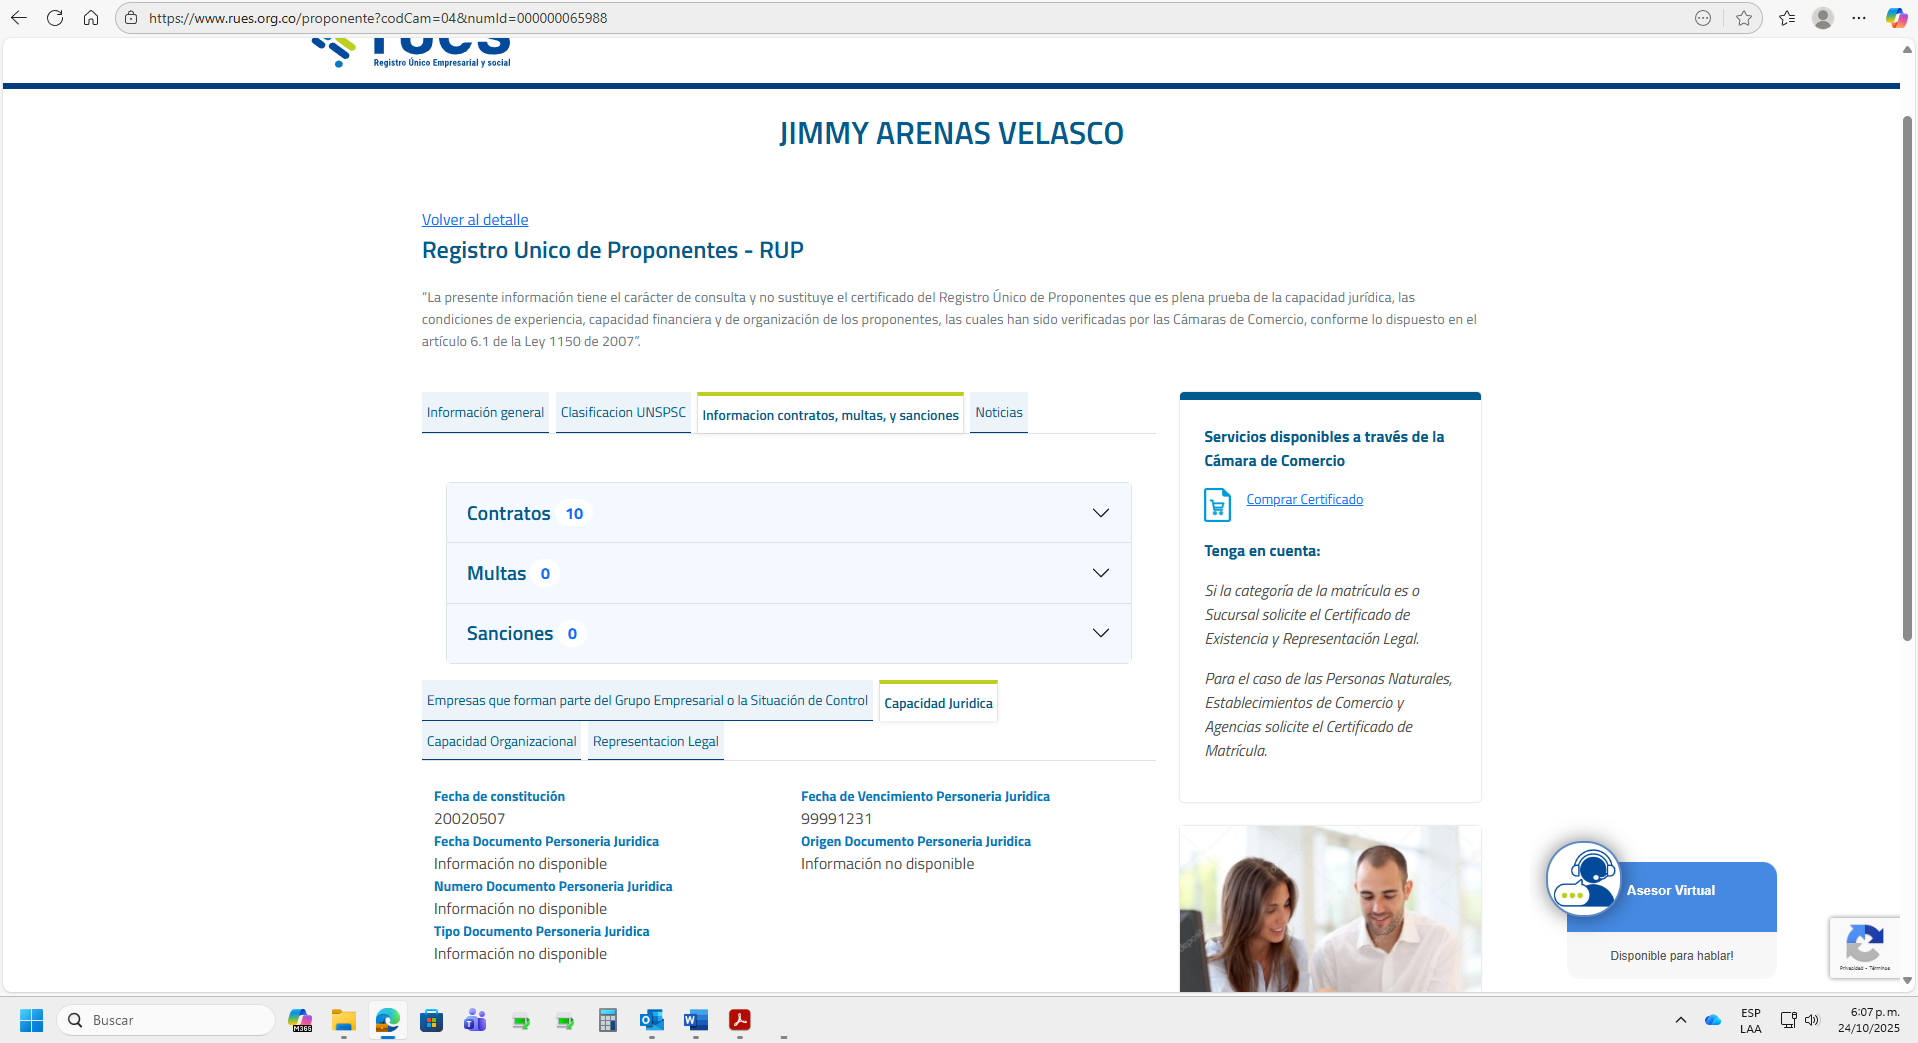 https://www.rues.org.co/proponente?codCam=04&numId=000000065988
rues
Registro Único Empresarial y social
JIMMY ARENAS VELASCO
Volver al detalle
Registro Unico de Proponentes - RUP
"La presente información tiene el carácter de consulta y no sustituye el certificado del Registro Único de Proponentes que es plena prueba de la capacidad jurídica, las
condiciones de experiencia, capacidad financiera y de organización de los proponentes, las cuales han sido verificadas por las Cámaras de Comercio, conforme lo dispuesto en el
artículo 6.1 de la Ley 1150 de 2007".
Información general
Clasificacion UNSPSC
Informacion contratos, multas, y sanciones
Noticias
Contratos 10
Multas 0
Sanciones 0
Empresas que forman parte del Grupo Empresarial o la Situación de Control
Capacidad Juridica
Capacidad Organizacional
Representacion Legal
Fecha de constitución
20020507
Fecha Documento Personeria Juridica
Información no disponible
Numero Documento Personeria Juridica
Información no disponible
Tipo Documento Personeria Juridica
Información no disponible
Fecha de Vencimiento Personeria Juridica
99991231
Origen Documento Personeria Juridica
Información no disponible
Servicios disponibles a través de la
Cámara de Comercio
Comprar Certificado
Tenga en cuenta:
Si la categoría de la matrícula es o
Sucursal solicite el Certificado de
Existencia y Representación Legal.
Para el caso de las Personas Naturales,
Establecimientos de Comercio y
Agencias solicite el Certificado de
Matrícula.
Asesor Virtual
Disponible para hablar!
Privacidad - Términos
Buscar
M365
ESP
LAA
6:07 p. m.
24/10/2025